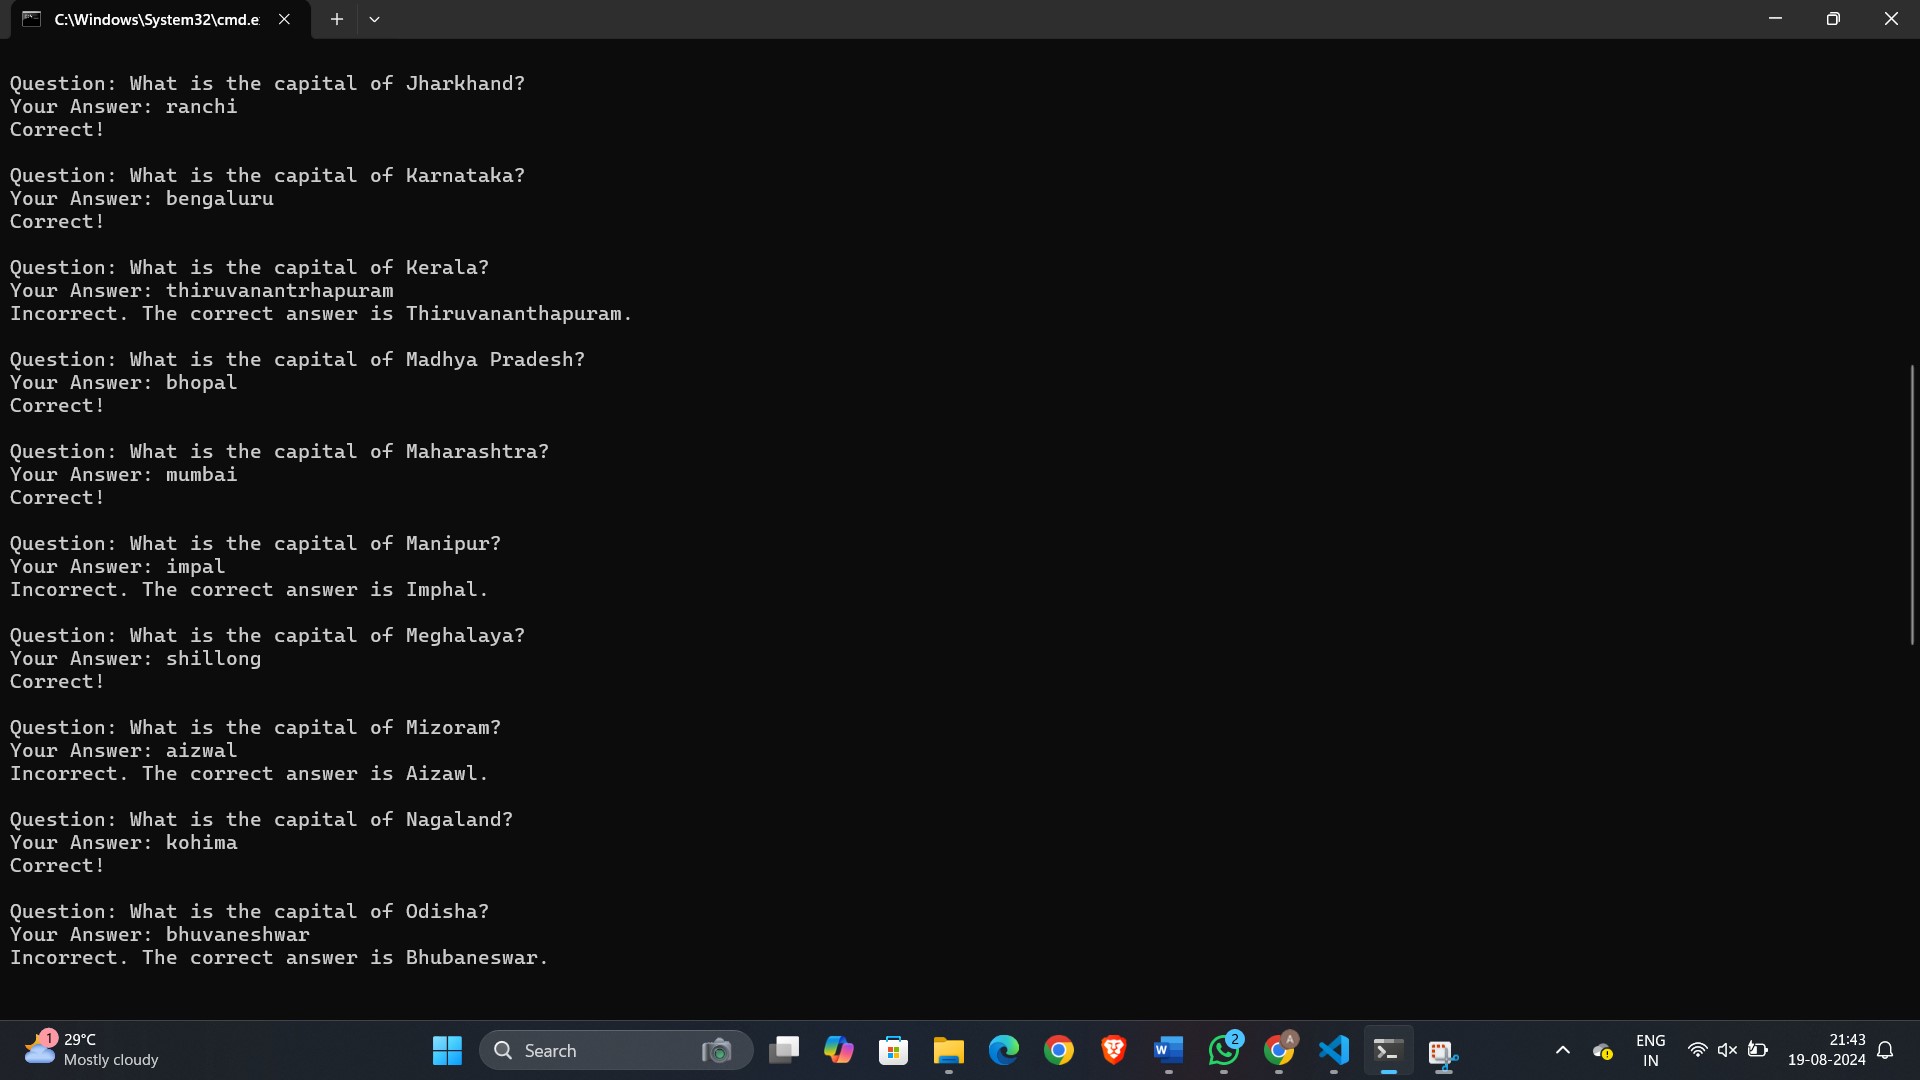 C:\Windows\System32\cmd.e
Question: What is the capital of Jharkhand?
Your Answer: ranchi
Correct!
Question: What is the capital of Karnataka?
Your Answer: bengaluru
Correct!
Question: What is the capital of Kerala?
Your Answer: thiruvanantrhapuram
Incorrect. The correct answer is Thiruvananthapuram.
Question: What is the capital of Madhya Pradesh?
Your Answer: bhopal
Correct!
Question: What is the capital of Maharashtra?
Your Answer: mumbai
Correct!
Question: What is the capital of Manipur?
Your Answer: impal
Incorrect. The correct answer is Imphal.
Question: What is the capital of Meghalaya?
Your Answer: shillong
Correct!
Question: What is the capital of Mizoram?
Your Answer: aizwal
Incorrect. The correct answer is Aizawl.
Question: What is the capital of Nagaland?
Your Answer: kohima
Correct!
Question: What is the capital of Odisha?
Your Answer: bhuvaneshwar
Incorrect. The correct answer is Bhubaneswar.
1
29°C
Mostly cloudy
Search
W
2
A
ENG
IN
21:43
19-08-2024